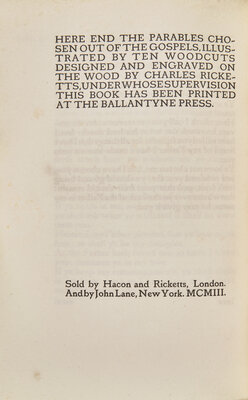 HERE END THE PARABLES CHO-
SEN OUT OF THE GOSPELS, ILLUS-
TRATED BY TEN WOODCUTS
DESIGNED AND ENGRAVED ON
THE WOOD BY CHARLES RICKE-
TTS, UNDER WHOSE SUPERVISION
THIS BOOK HAS BEEN PRINTED
AT THE BALLANTYNE PRESS.
Sold by Hacon and Ricketts, London.
And by John Lane, New York. MCMIII.